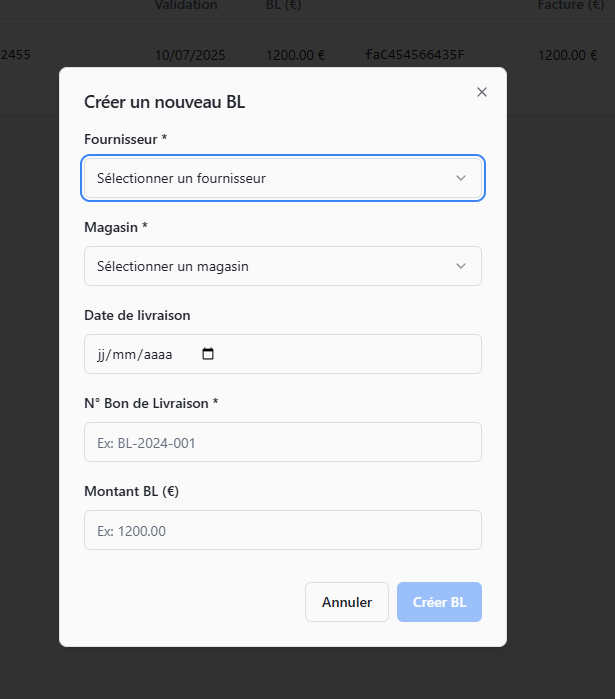 Validation BL (€) Facture (€)
2455 10/07/2025 1200.00 € faC454566435F 1200.00 €
Créer un nouveau BL
Fournisseur *
Sélectionner un fournisseur
Magasin *
Sélectionner un magasin
Date de livraison
jj/mm/aaaa
N° Bon de Livraison *
Ex: BL-2024-001
Montant BL (€)
Ex: 1200.00
Annuler Créer BL